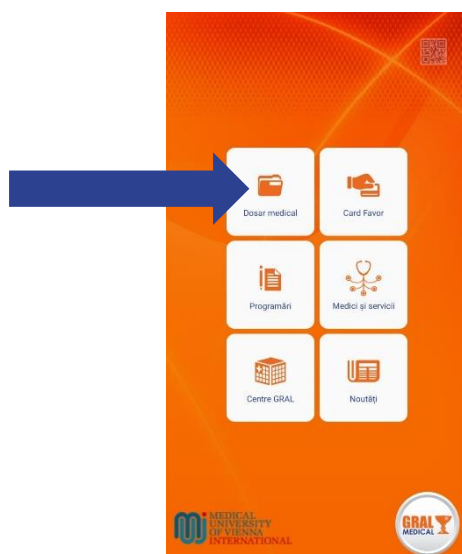 Dosar medical
Card Favor
Programări
Medici și servicii
Centre GRAL
Noutăți
MEDICAL
UNIVERSITY
OF VIENNA
INTERNATIONAL
GRAL
MEDICAL